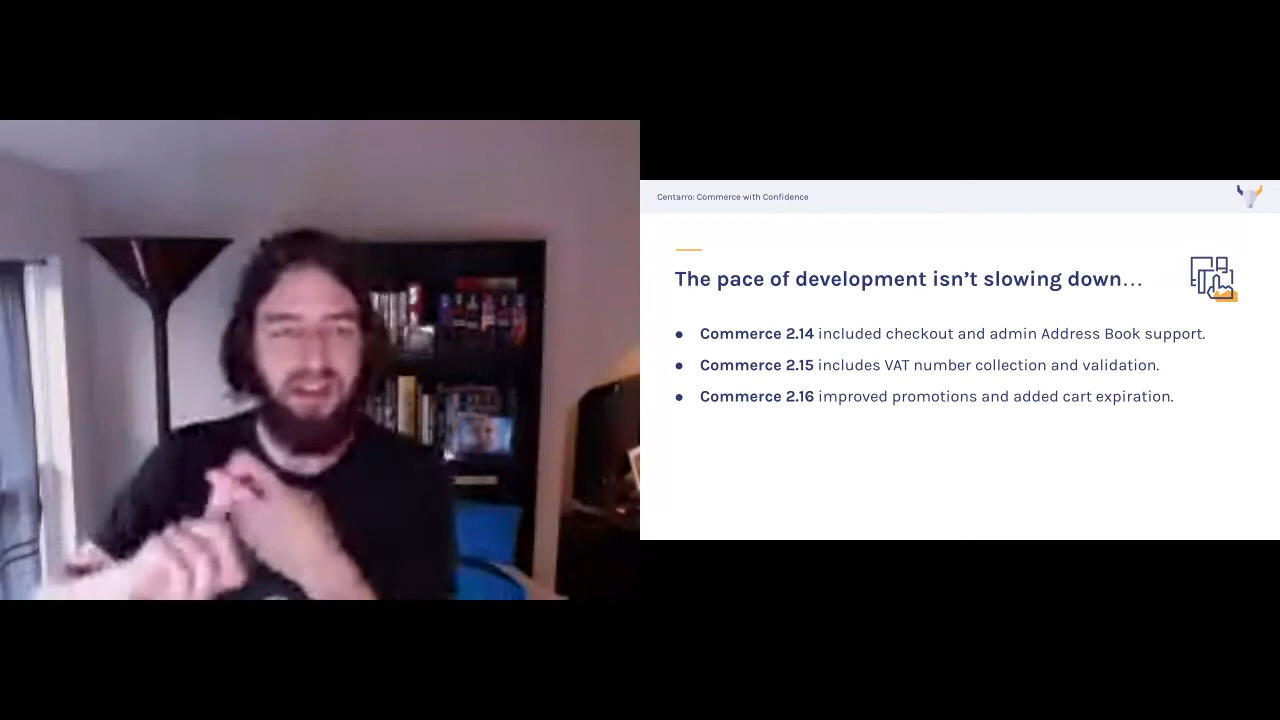 Centarro: Commerce with Confidence
The pace of development isn’t slowing down…
● Commerce 2.14 included checkout and admin Address Book support.
● Commerce 2.15 includes VAT number collection and validation.
● Commerce 2.16 improved promotions and added cart expiration.